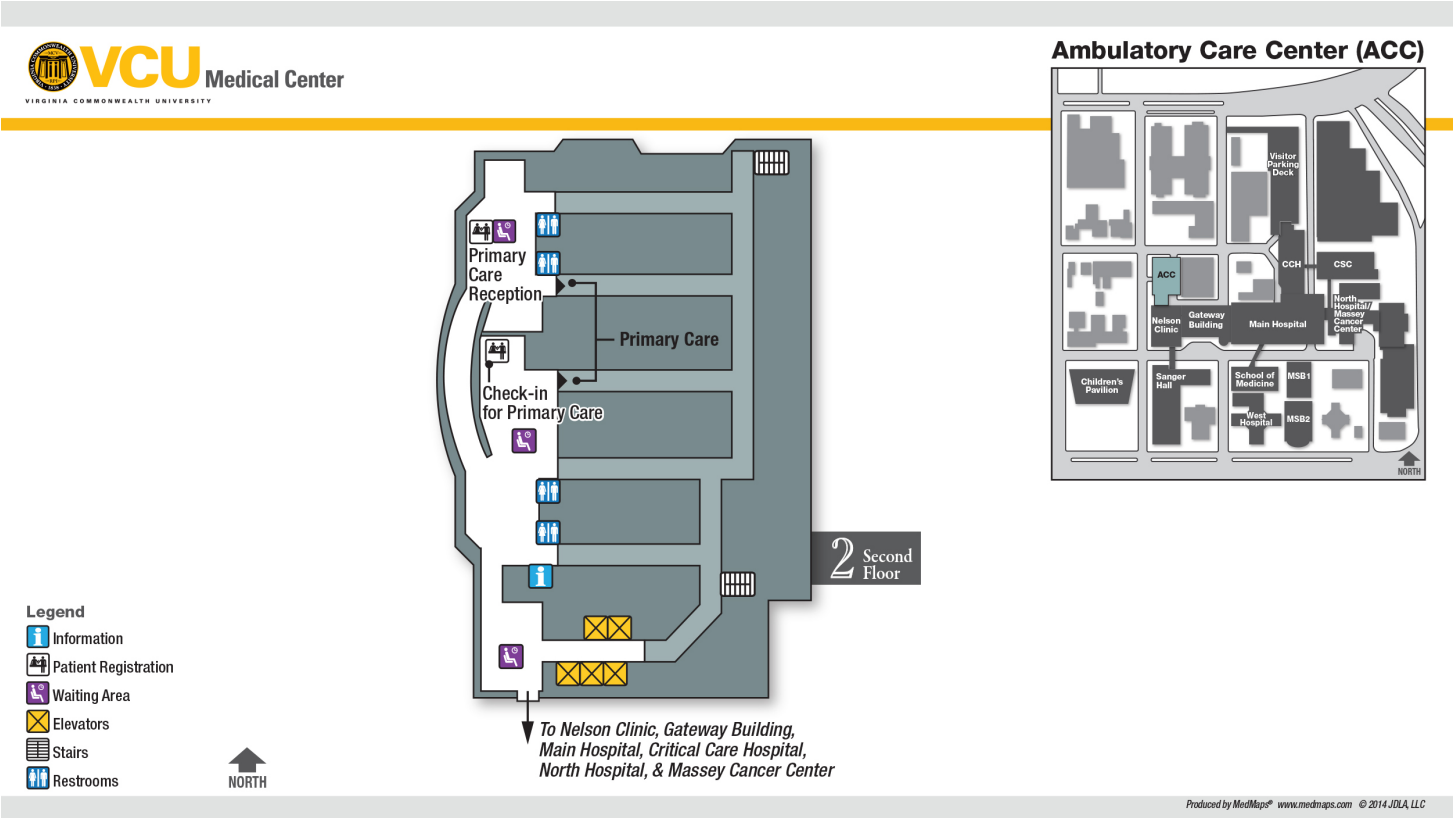 VCU Medical Center
VIRGINIA COMMONWEALTH UNIVERSITY
Ambulatory Care Center (ACC)
Visitor
Parking
Deck
CCH
CSC
ACC
North
Hospital/
Massey
Cancer
Center
Nelson
Clinic
Gateway
Building
Main Hospital
Children's
Pavilion
Sanger
Hall
School of
Medicine
MSB1
West
Hospital
MSB2
NORTH
Primary
Care
Reception
Primary Care
Check-in
for Primary Care
2 Second
Floor
To Nelson Clinic, Gateway Building,
Main Hospital, Critical Care Hospital,
North Hospital, & Massey Cancer Center
Legend
Information
Patient Registration
Waiting Area
Elevators
Stairs
Restrooms
NORTH
Produced by MedMaps® www.medmaps.com © 2014 JDLA, LLC